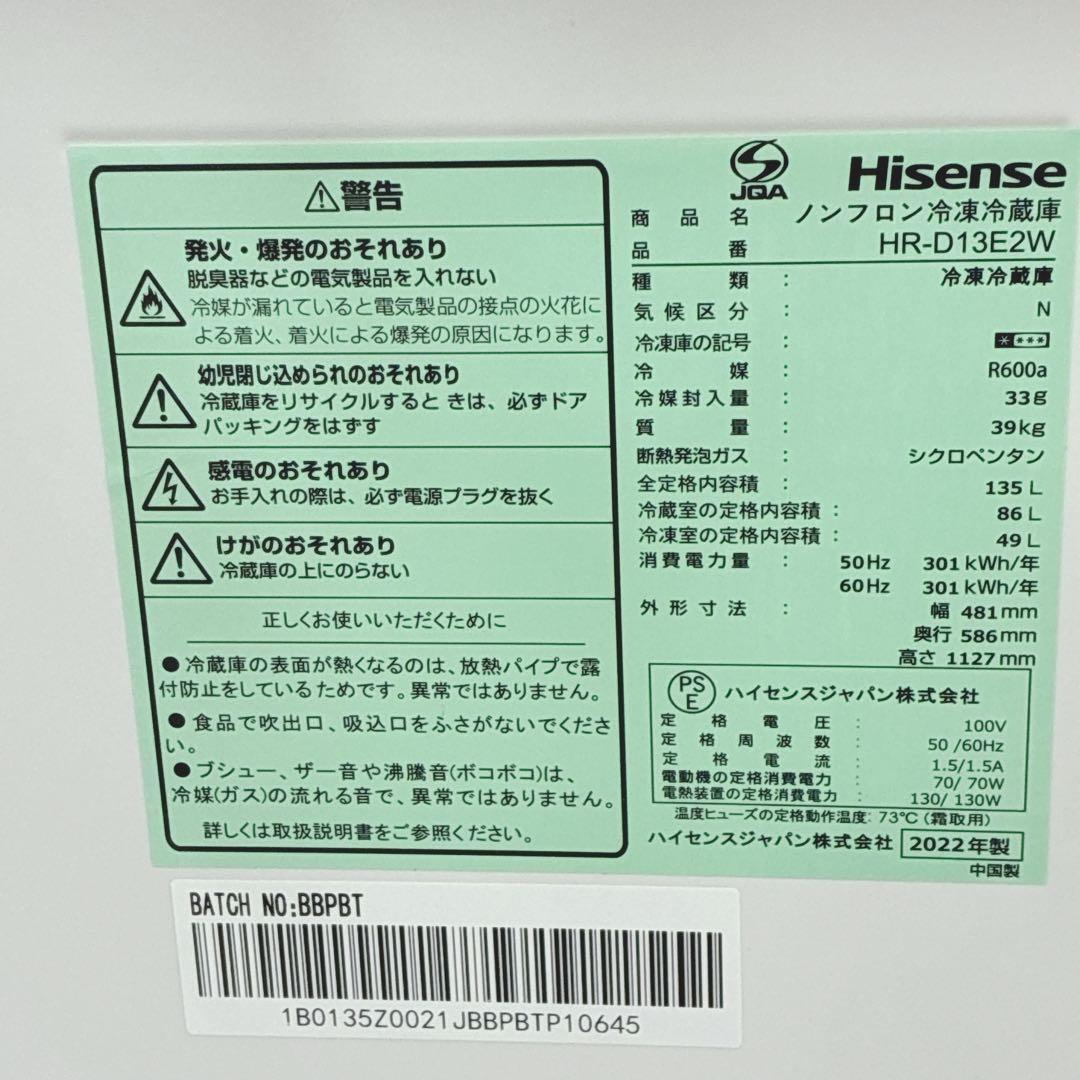 ⚠警告
発火・爆発のおそれあり
脱臭器などの電気製品を入れない
冷媒が漏れていると電気製品の接点の火花に
よる着火、着火による爆発の原因になります。
幼児閉じ込められのおそれあり
冷蔵庫をリサイクルすると きは、必ずドア
パッキングをはずす
感電のおそれあり
お手入れの際は、必ず電源プラグを抜く
けがのおそれあり
冷蔵庫の上にのらない
正しくお使いいただくために
●冷蔵庫の表面が熱くなるのは、放熱パイプで露
付防止をしているためです。異常ではありません。
●食品で吹出口、吸込口をふさがないでくださ
い。
●ブシュー、ザー音や沸騰音(ボコボコ)は、
冷媒(ガス)の流れる音で、異常ではありません。
詳しくは取扱説明書をご参照ください。
JQA
Hisense
商品名 ノンフロン冷凍冷蔵庫
品番 HR-D13E2W
種類 : 冷凍冷蔵庫
気候区分 : N
冷凍庫の記号 : * ***
冷媒 : R600a
冷媒封入量 : 33g
質量 : 39kg
断熱発泡ガス : シクロペンタン
全定格内容積 : 135 L
冷蔵室の定格内容積 : 86 L
冷凍室の定格内容積 : 49 L
消費電力量 : 50Hz 301 kWh/年
60Hz 301 kWh/年
外形寸法 : 幅 481mm
奥行 586mm
高さ 1127mm
PSE ハイセンスジャパン株式会社
定格電圧 : 100V
定格周波数 : 50 /60Hz
定格電流 : 1.5/1.5A
電動機の定格消費電力 : 70/ 70W
電熱装置の定格消費電力 : 130/ 130W
温度ヒューズの定格動作温度: 73℃ (霜取用)
ハイセンスジャパン株式会社 2022年製
中国製
BATCH NO:BBPBT
1B0135Z0021JBBPBTP10645